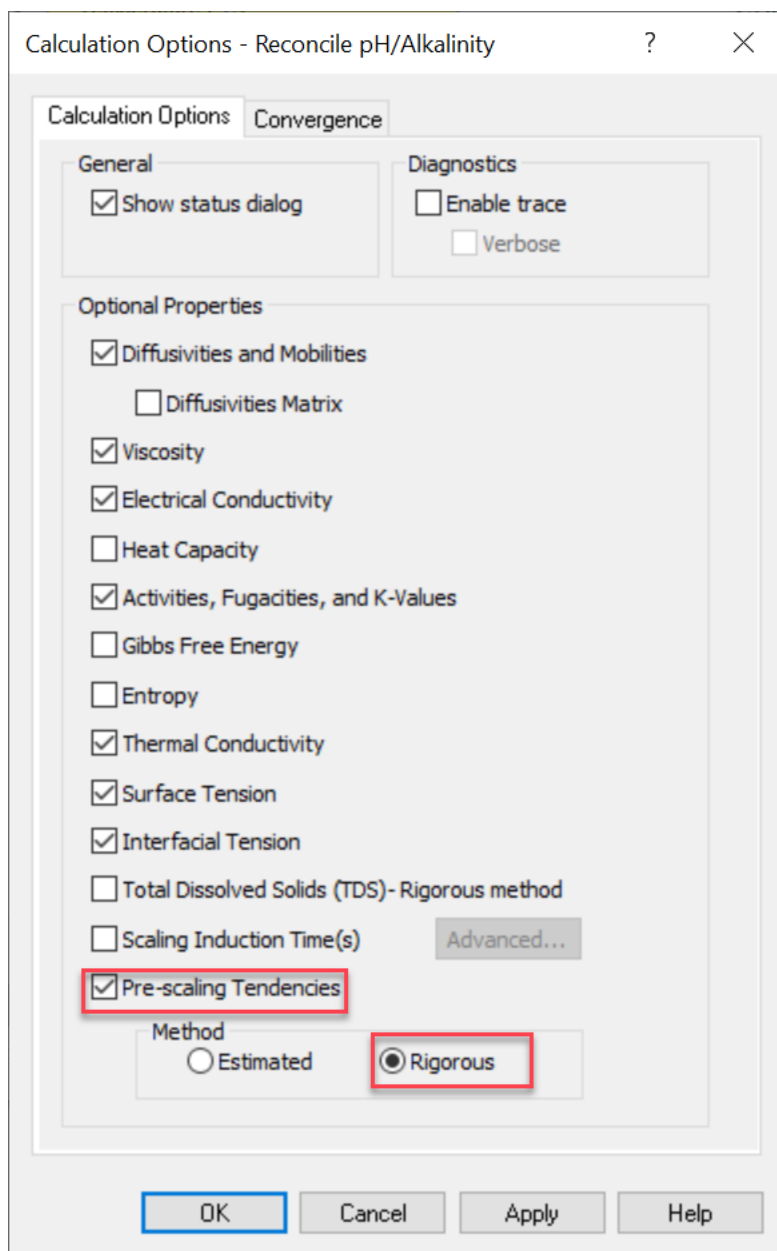 Calculation Options - Reconcile pH/Alkalinity ?
Calculation Options Convergence
General
Show status dialog
Diagnostics
Enable trace
Verbose
Optional Properties
Diffusivities and Mobilities
Diffusivities Matrix
Viscosity
Electrical Conductivity
Heat Capacity
Activities, Fugacities, and K-Values
Gibbs Free Energy
Entropy
Thermal Conductivity
Surface Tension
Interfacial Tension
Total Dissolved Solids (TDS)- Rigorous method
Scaling Induction Time(s) Advanced...
Pre-scaling Tendencies
Method
Estimated Rigorous
OK Cancel Apply Help